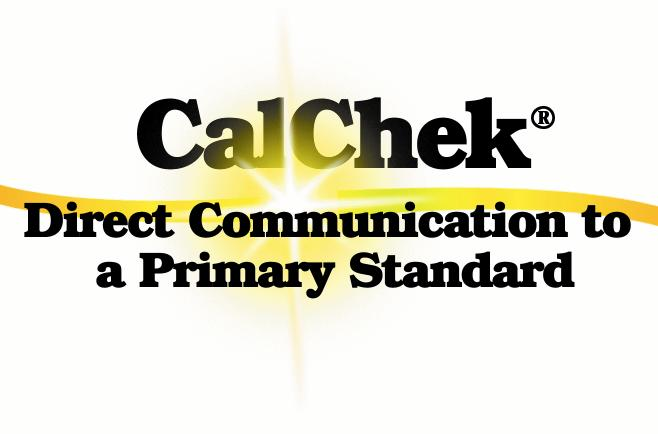 CalChek®
Direct Communication to
a Primary Standard